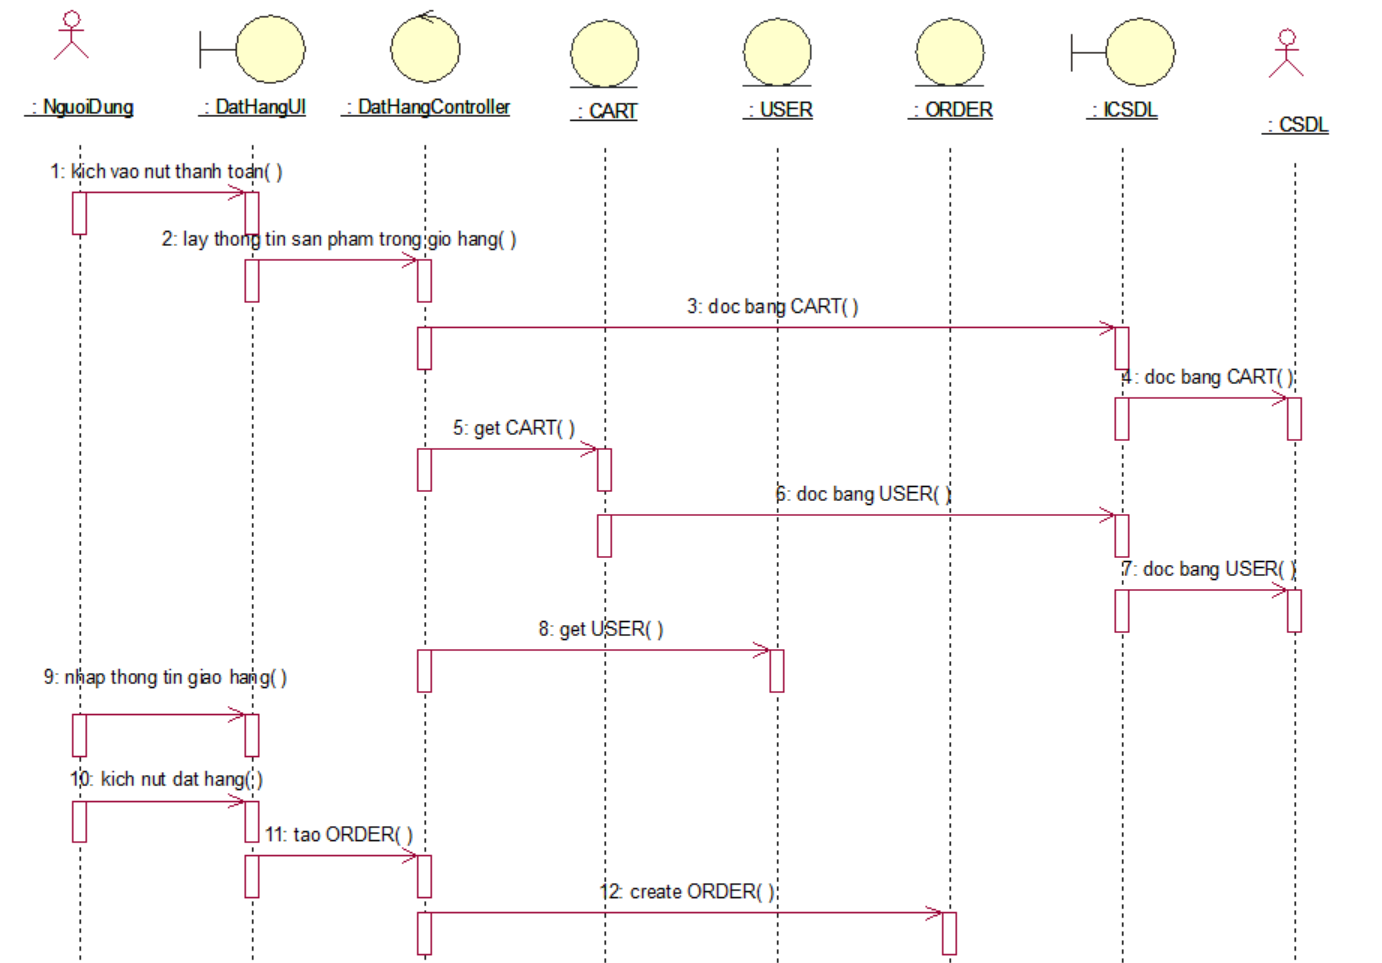 : NguoiDung
: DatHangUI
: DatHangController
: CART
: USER
: ORDER
: ICSDL
: CSDL
1: kich vao nut thanh toan( )
2: lay thong tin san pham trong gio hang( )
3: doc bang CART( )
4: doc bang CART( )
5: get CART( )
6: doc bang USER( )
7: doc bang USER( )
8: get USER( )
9: nhap thong tin giao hang( )
10: kich nut dat hang( )
11: tao ORDER( )
12: create ORDER( )